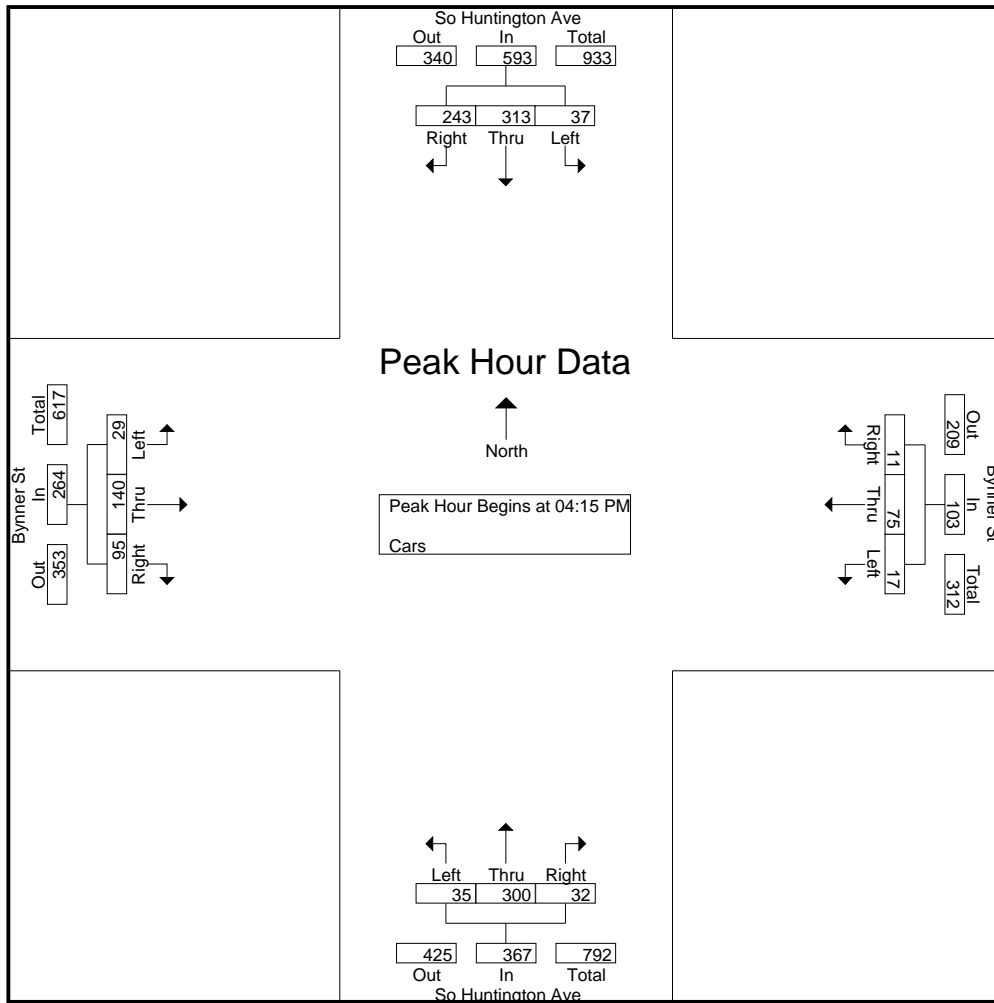 So Huntington Ave
Out In Total
340 593 933
243 313 37
Right Thru Left
Peak Hour Data
North
Peak Hour Begins at 04:15 PM
Cars
Bynner St
Total In Out
617 264 353
29 140 95
Left Thru Right
Right Thru Left
11 75 17
Out In Total
209 103 312
Bynner St
Left Thru Right
35 300 32
425 367 792
Out In Total
So Huntington Ave